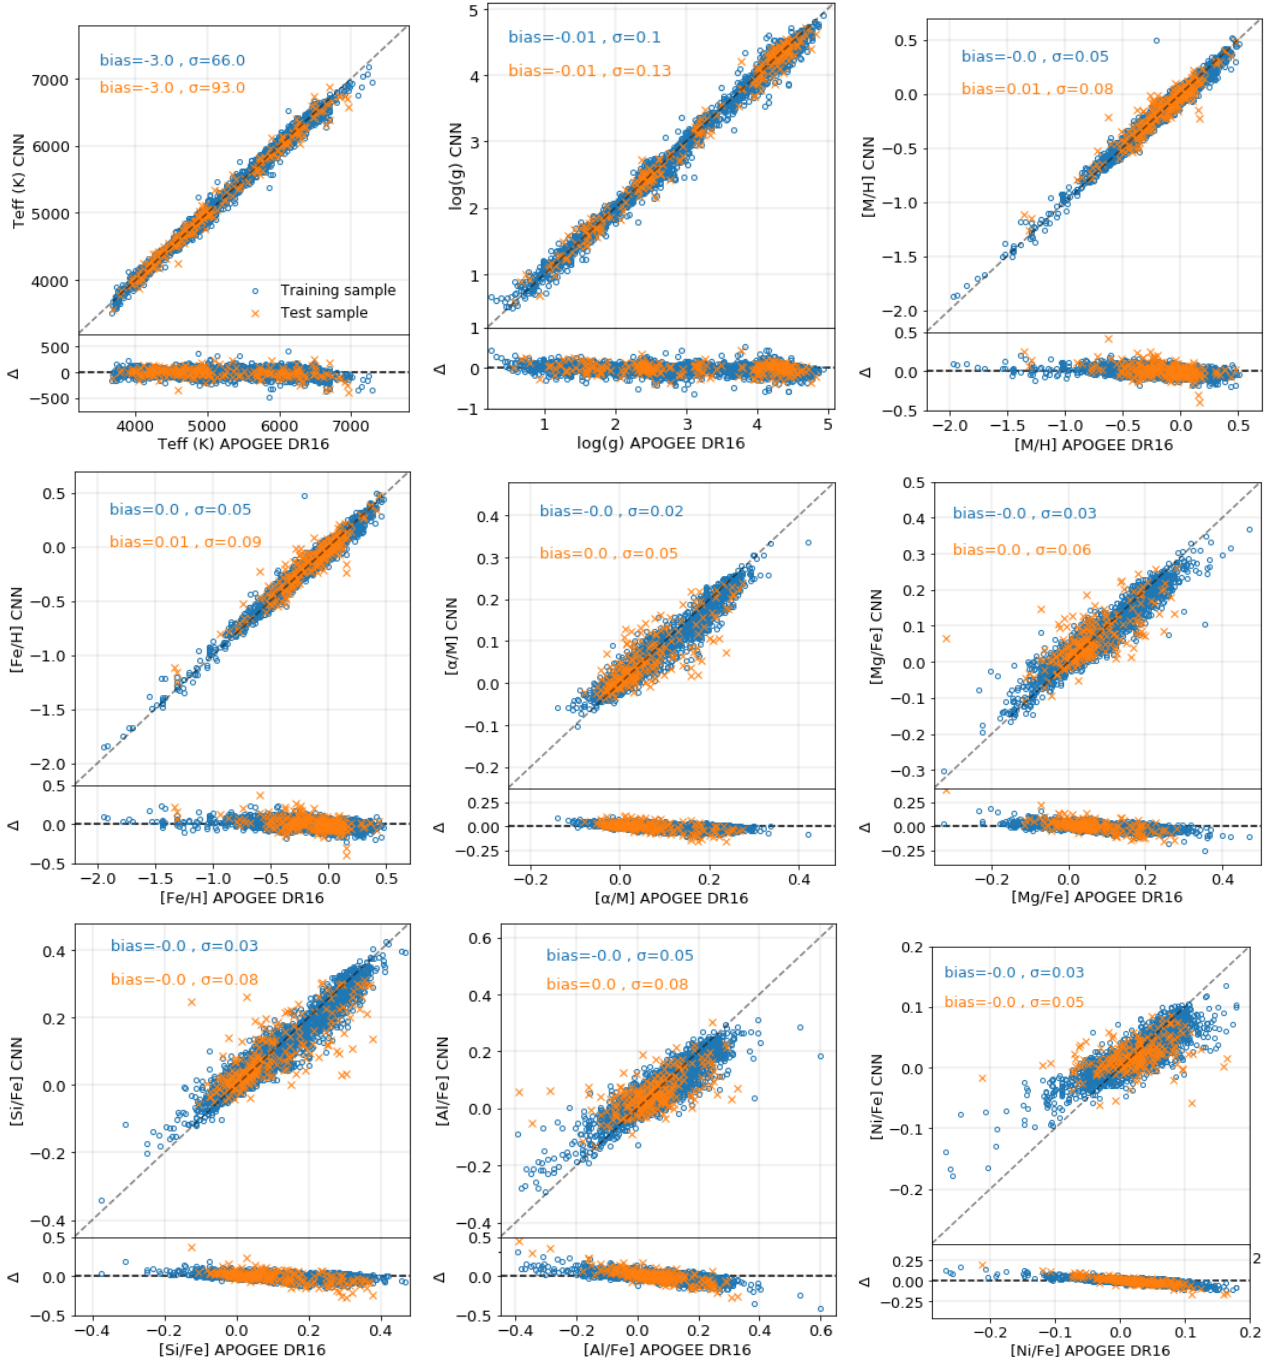 bias=-3.0 , σ=66.0
bias=-3.0 , σ=93.0
7000
6000
5000
4000
Teff (K) CNN
Training sample
Test sample
500
0
−500
Δ
4000 5000 6000 7000
Teff (K) APOGEE DR16
bias=-0.01 , σ=0.1
bias=-0.01 , σ=0.13
5
4
3
2
1
log(g) CNN
1
0
−1
Δ
1 2 3 4 5
log(g) APOGEE DR16
bias=-0.0 , σ=0.05
bias=0.01 , σ=0.08
0.5
0.0
−0.5
−1.0
−1.5
−2.0
[M/H] CNN
0.5
0.0
−0.5
Δ
−2.0 −1.5 −1.0 −0.5 0.0 0.5
[M/H] APOGEE DR16
bias=0.0 , σ=0.05
bias=0.01 , σ=0.09
0.5
0.0
−0.5
−1.0
−1.5
−2.0
[Fe/H] CNN
0.5
0.0
−0.5
Δ
−2.0 −1.5 −1.0 −0.5 0.0 0.5
[Fe/H] APOGEE DR16
bias=-0.0 , σ=0.02
bias=0.0 , σ=0.05
0.4
0.3
0.2
0.1
0.0
−0.1
−0.2
[α/M] CNN
0.25
0.00
−0.25
Δ
−0.2 0.0 0.2 0.4
[α/M] APOGEE DR16
bias=-0.0 , σ=0.03
bias=0.0 , σ=0.06
0.5
0.4
0.3
0.2
0.1
0.0
−0.1
−0.2
−0.3
[Mg/Fe] CNN
0.25
0.00
−0.25
Δ
−0.2 0.0 0.2 0.4
[Mg/Fe] APOGEE DR16
bias=-0.0 , σ=0.03
bias=-0.0 , σ=0.08
0.4
0.2
0.0
−0.2
−0.4
[Si/Fe] CNN
0.5
0.0
−0.5
Δ
−0.4 −0.2 0.0 0.2 0.4
[Si/Fe] APOGEE DR16
bias=-0.0 , σ=0.05
bias=0.0 , σ=0.08
0.6
0.4
0.2
0.0
−0.2
−0.4
[Al/Fe] CNN
0.5
0.0
−0.5
Δ
−0.4 −0.2 0.0 0.2 0.4 0.6
[Al/Fe] APOGEE DR16
bias=-0.0 , σ=0.03
bias=-0.0 , σ=0.05
0.2
0.1
0.0
−0.1
−0.2
[Ni/Fe] CNN
2
0.25
0.00
−0.25
Δ
−0.2 −0.1 0.0 0.1 0.2
[Ni/Fe] APOGEE DR16